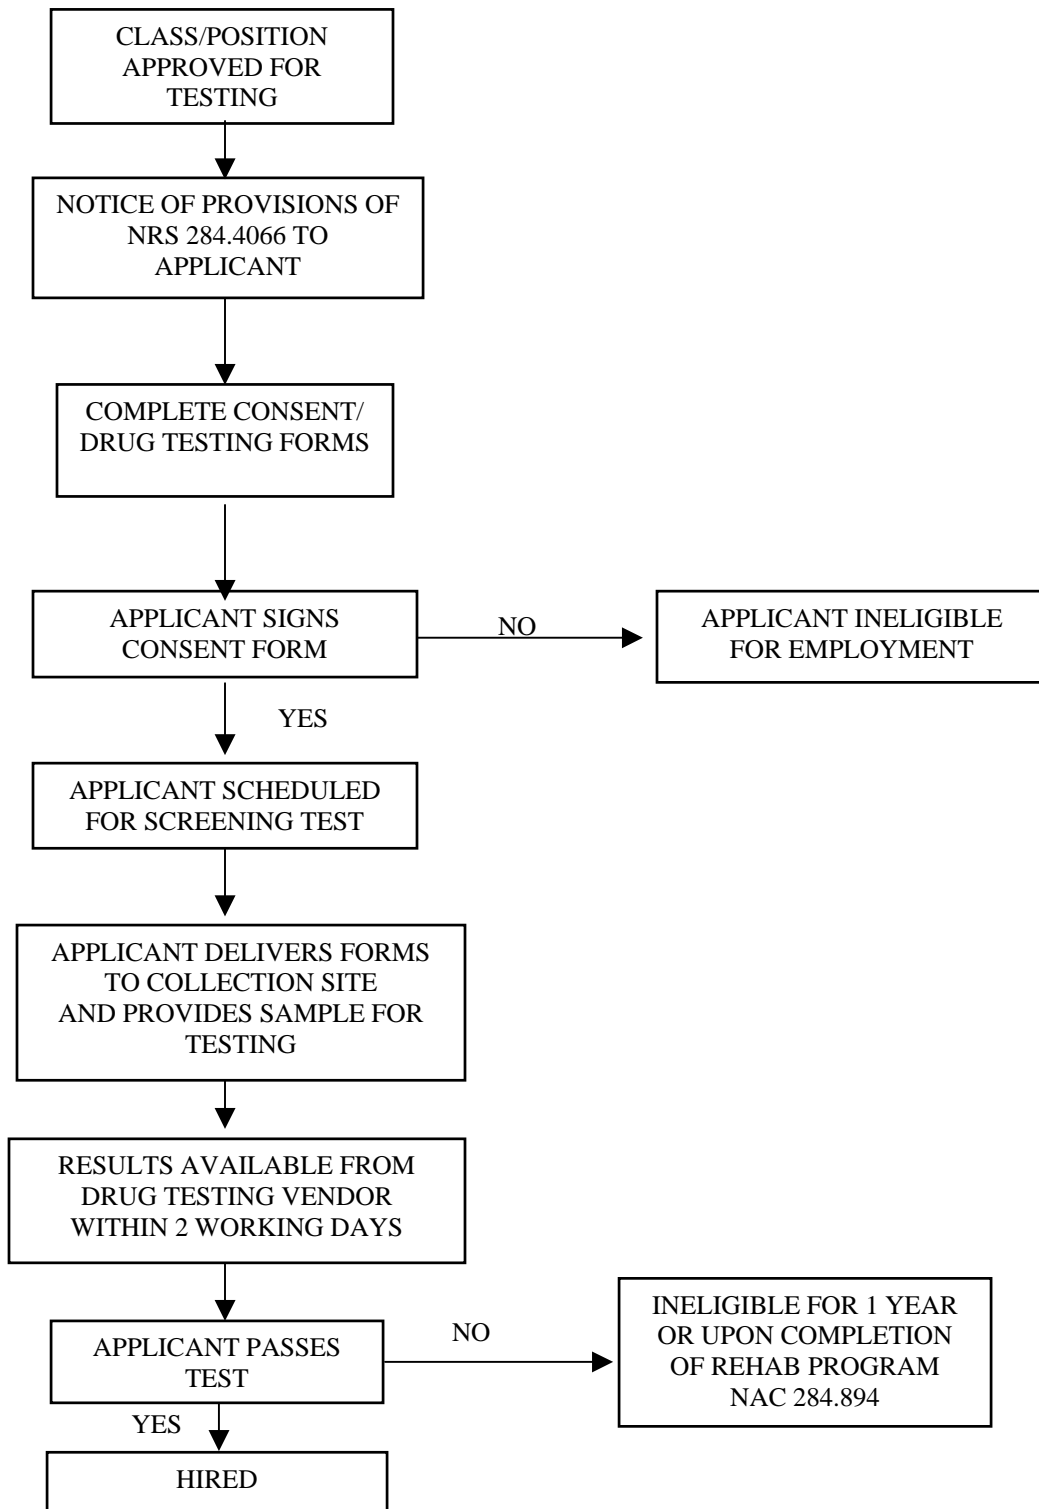 CLASS/POSITION
APPROVED FOR
TESTING
NOTICE OF PROVISIONS OF
NRS 284.4066 TO
APPLICANT
COMPLETE CONSENT/
DRUG TESTING FORMS
APPLICANT SIGNS
CONSENT FORM
NO
APPLICANT INELIGIBLE
FOR EMPLOYMENT
YES
APPLICANT SCHEDULED
FOR SCREENING TEST
APPLICANT DELIVERS FORMS
TO COLLECTION SITE
AND PROVIDES SAMPLE FOR
TESTING
RESULTS AVAILABLE FROM
DRUG TESTING VENDOR
WITHIN 2 WORKING DAYS
APPLICANT PASSES
TEST
NO
INELIGIBLE FOR 1 YEAR
OR UPON COMPLETION
OF REHAB PROGRAM
NAC 284.894
YES
HIRED